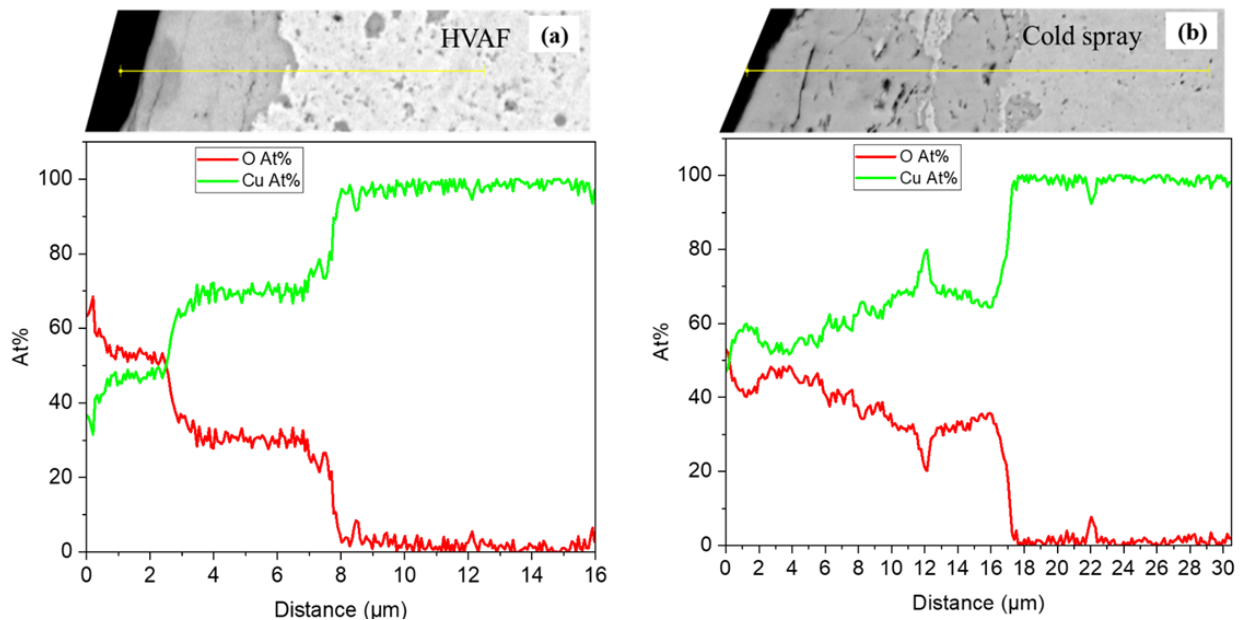 HVAF (a)
Cold spray (b)
O At%
Cu At%
100
80
60
40
20
0
At%
0 2 4 6 8 10 12 14 16
Distance (µm)
O At%
Cu At%
100
80
60
40
20
0
At%
0 2 4 6 8 10 12 14 16 18 20 22 24 26 28 30
Distance (µm)